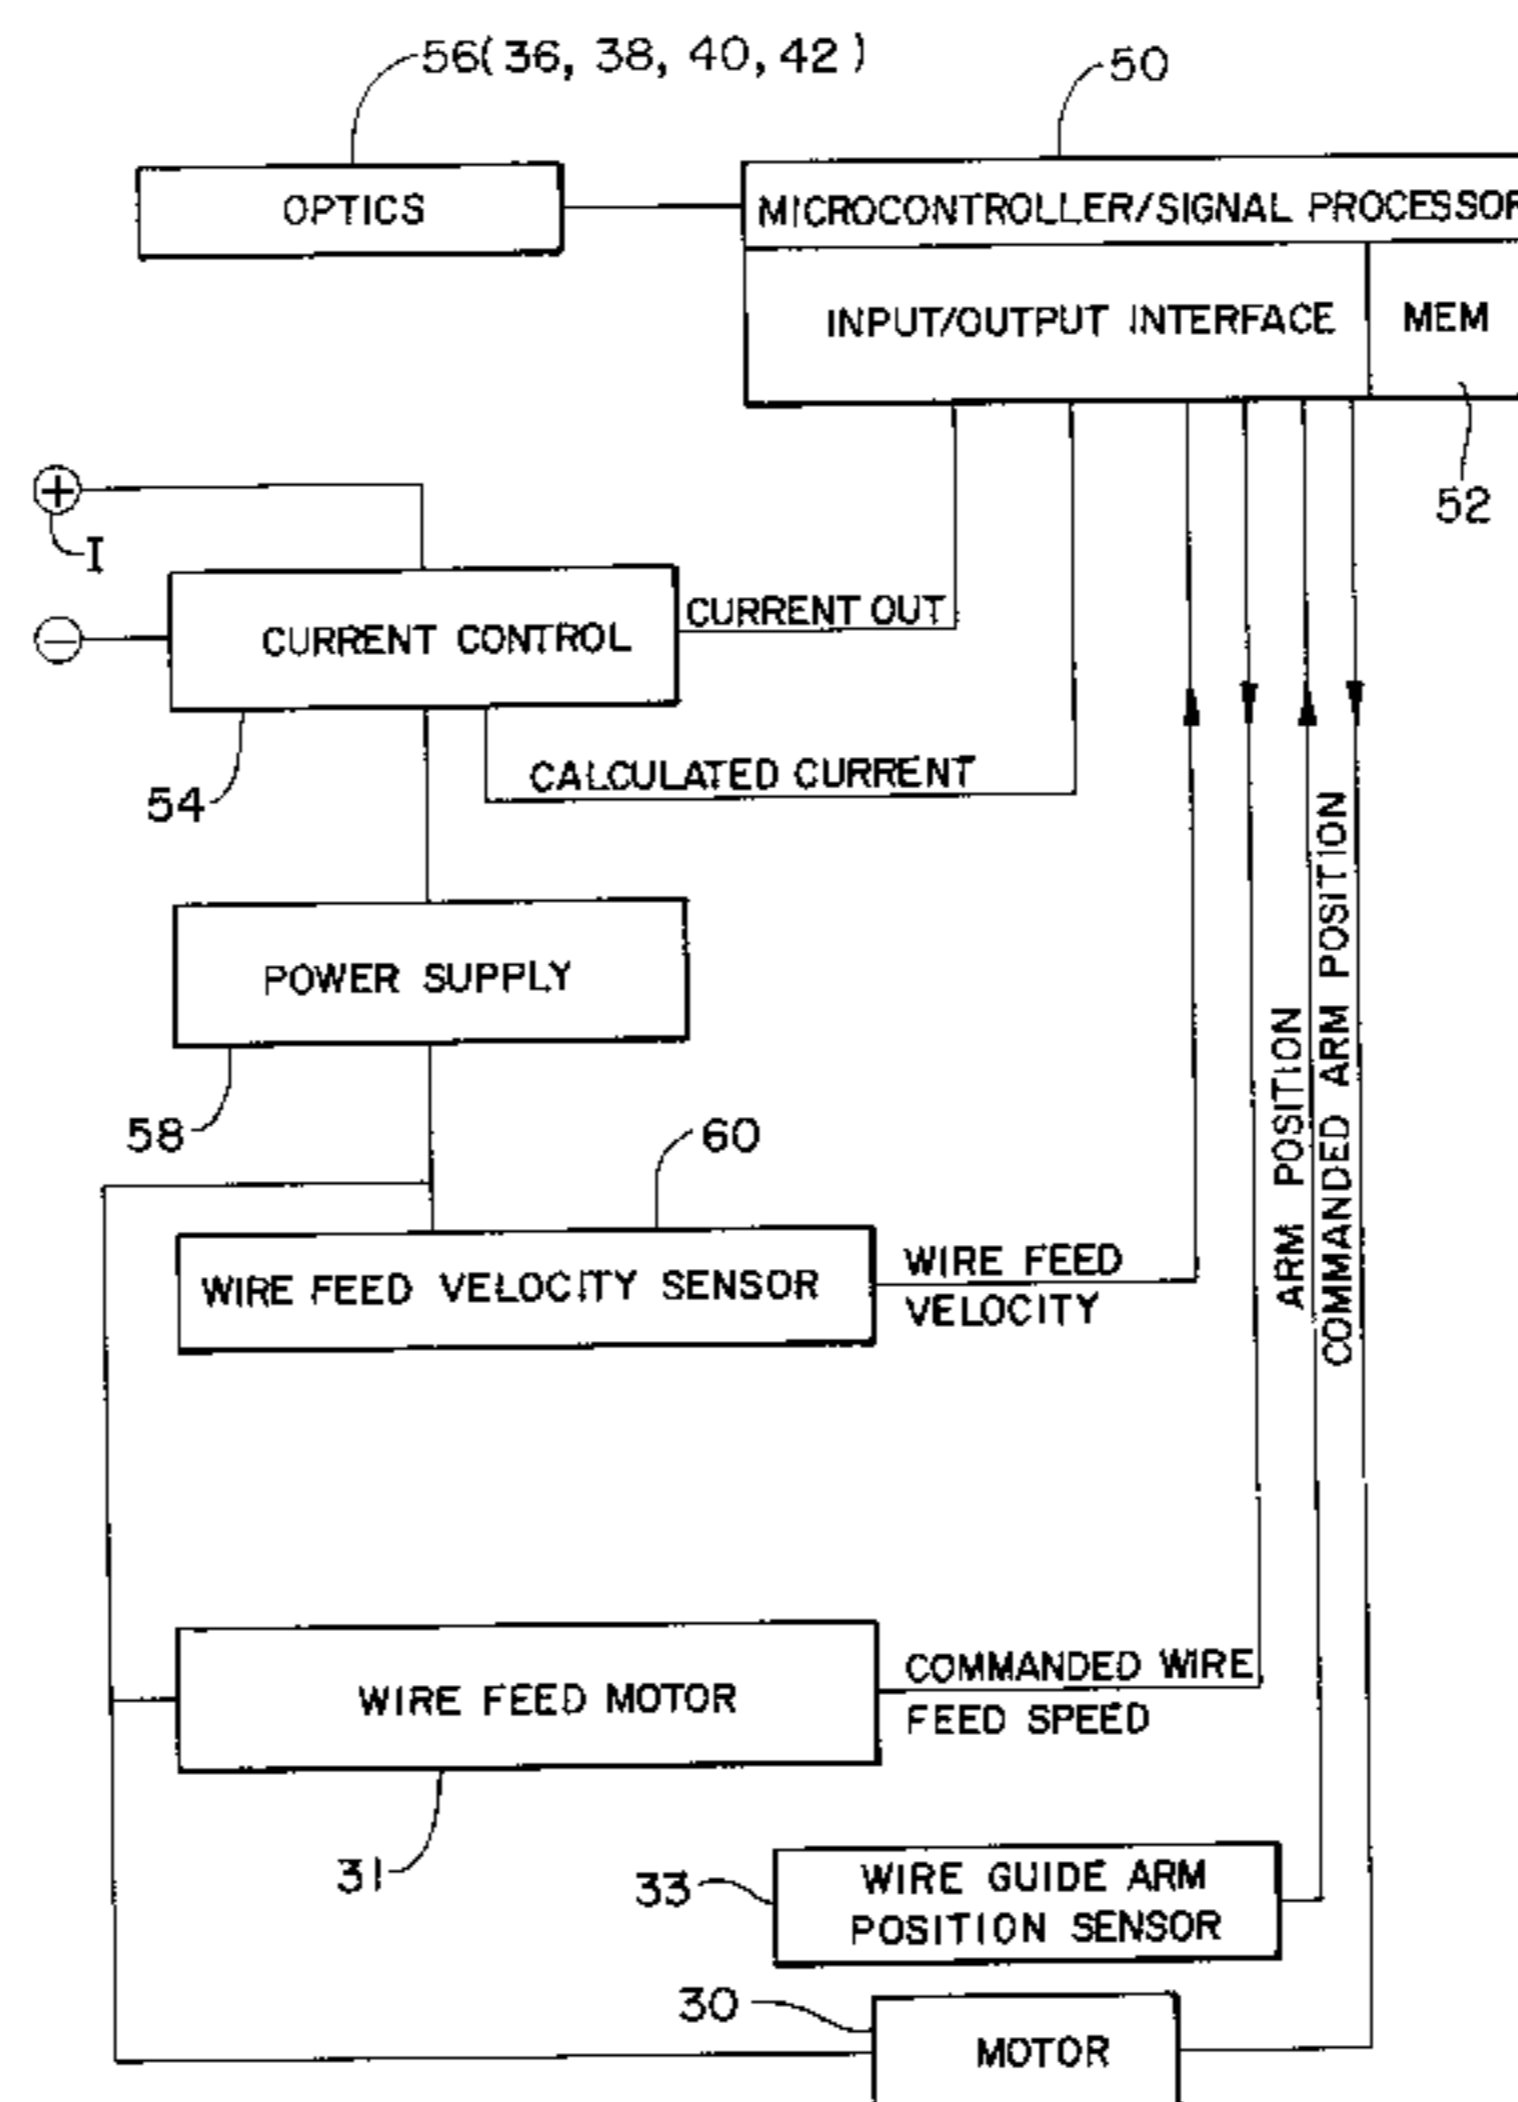 56(36, 38, 40, 42)
50
OPTICS
MICROCONTROLLER/SIGNAL PROCESSOR
INPUT/OUTPUT INTERFACE
MEM
52
+
I
−
CURRENT CONTROL
CURRENT OUT
54
CALCULATED CURRENT
POWER SUPPLY
58
60
WIRE FEED VELOCITY SENSOR
WIRE FEED
VELOCITY
ARM POSITION
COMMANDED ARM POSITION
WIRE FEED MOTOR
COMMANDED WIRE
FEED SPEED
31
33
WIRE GUIDE ARM
POSITION SENSOR
30
MOTOR